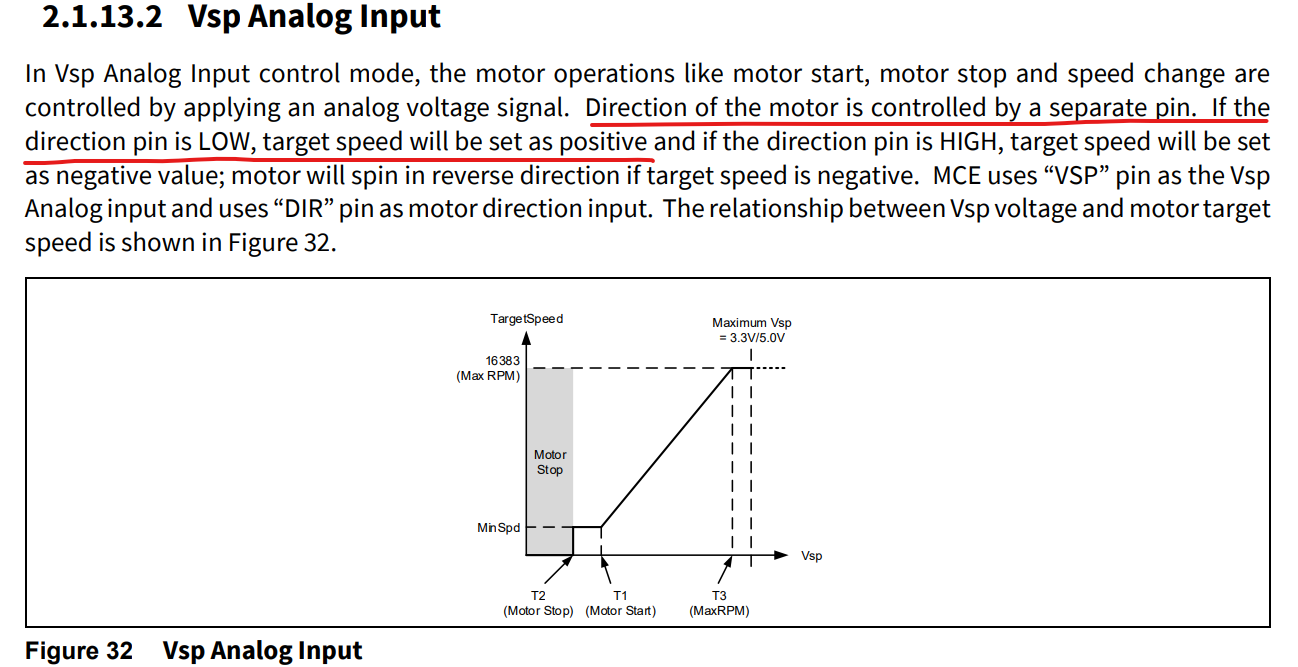 2.1.13.2 Vsp Analog Input
In Vsp Analog Input control mode, the motor operations like motor start, motor stop and speed change are
controlled by applying an analog voltage signal. Direction of the motor is controlled by a separate pin. If the
direction pin is LOW, target speed will be set as positive and if the direction pin is HIGH, target speed will be set
as negative value; motor will spin in reverse direction if target speed is negative. MCE uses “VSP” pin as the Vsp
Analog input and uses “DIR” pin as motor direction input. The relationship between Vsp voltage and motor target
speed is shown in Figure 32.
TargetSpeed
Maximum Vsp
= 3.3V/5.0V
16383
(Max RPM)
Motor
Stop
MinSpd
Vsp
T2
(Motor Stop)
T1
(Motor Start)
T3
(MaxRPM)
Figure 32 Vsp Analog Input